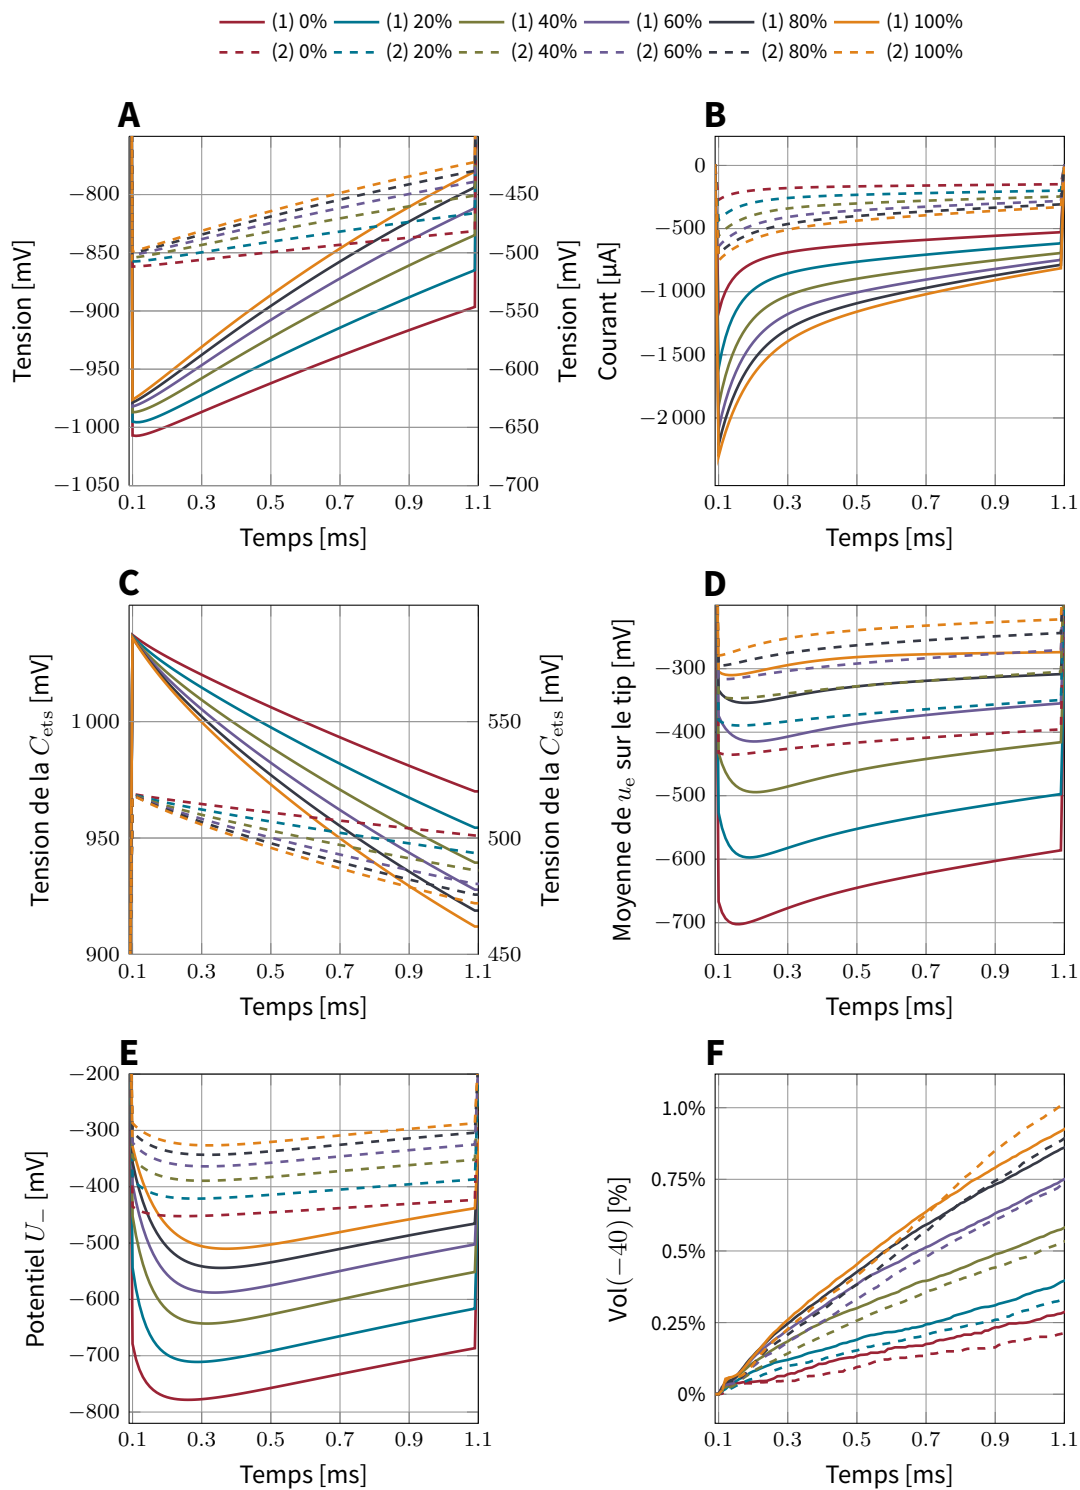 (1) 0% (1) 20% (1) 40% (1) 60% (1) 80% (1) 100%
(2) 0% (2) 20% (2) 40% (2) 60% (2) 80% (2) 100%
A
−800
−850
−900
−950
−1 000
−1 050
−450
−500
−550
−600
−650
−700
0.1 0.3 0.5 0.7 0.9 1.1
Tension [mV]
Tension [mV]
Temps [ms]
B
0
−500
−1 000
−1 500
−2 000
0.1 0.3 0.5 0.7 0.9 1.1
Courant [µA]
Temps [ms]
C
1 000
950
900
550
500
450
0.1 0.3 0.5 0.7 0.9 1.1
Tension de la C_ets [mV]
Tension de la C_ets [mV]
Temps [ms]
D
−300
−400
−500
−600
−700
0.1 0.3 0.5 0.7 0.9 1.1
Moyenne de u_e sur le tip [mV]
Temps [ms]
E
−200
−300
−400
−500
−600
−700
−800
0.1 0.3 0.5 0.7 0.9 1.1
Potentiel U_− [mV]
Temps [ms]
F
1.0%
0.75%
0.5%
0.25%
0%
0.1 0.3 0.5 0.7 0.9 1.1
Vol(−40) [%]
Temps [ms]